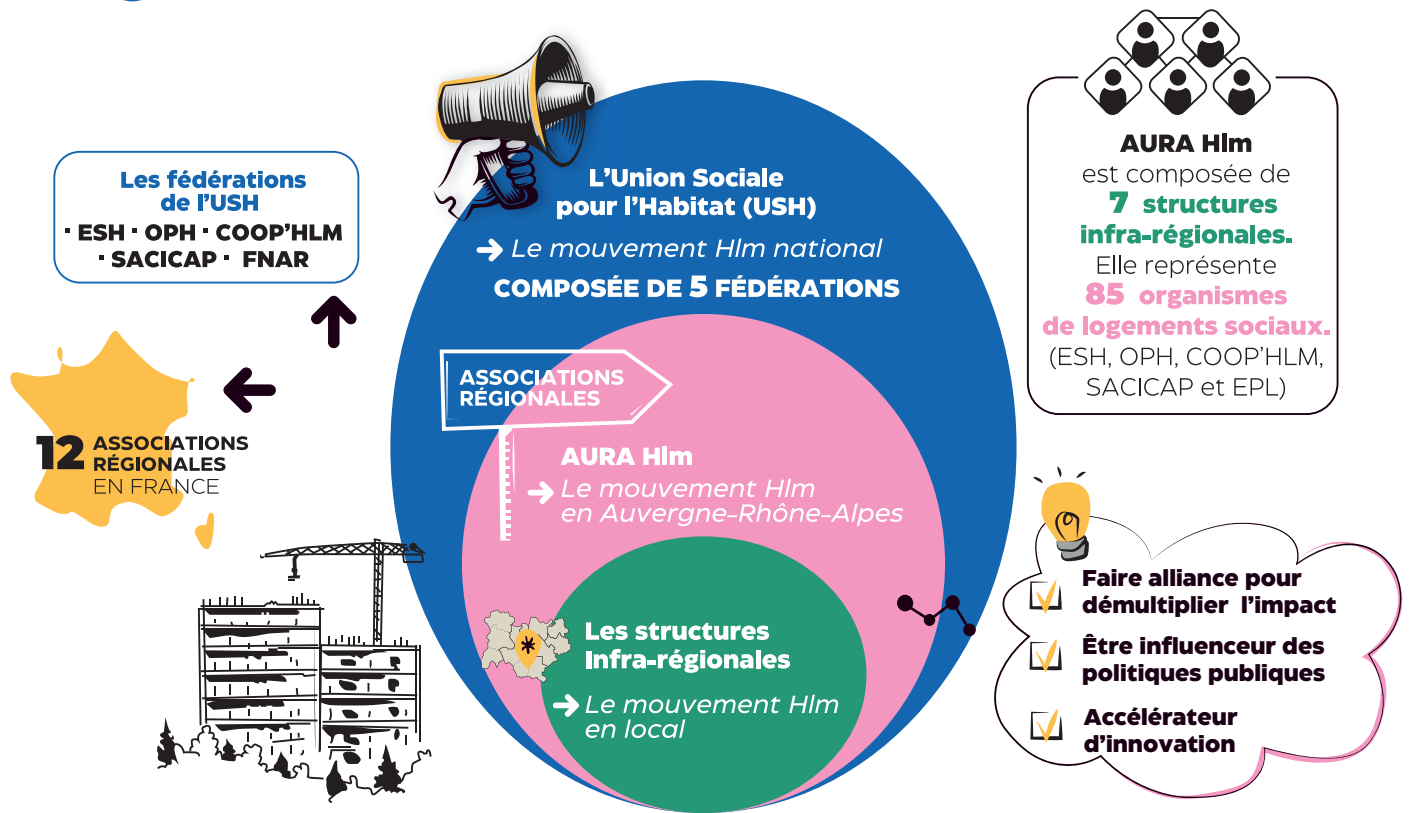 Les fédérations
de l'USH
· ESH · OPH · COOP'HLM
· SACICAP · FNAR
12 ASSOCIATIONS
RÉGIONALES
EN FRANCE
L'Union Sociale
pour l'Habitat (USH)
→ Le mouvement Hlm national
COMPOSÉE DE 5 FÉDÉRATIONS
ASSOCIATIONS
RÉGIONALES
AURA Hlm
→ Le mouvement Hlm
en Auvergne-Rhône-Alpes
Les structures
Infra-régionales
→ Le mouvement Hlm
en local
AURA Hlm
est composée de
7 structures
infra-régionales.
Elle représente
85 organismes
de logements sociaux.
(ESH, OPH, COOP'HLM,
SACICAP et EPL)
Faire alliance pour
démultiplier l'impact
Être influenceur des
politiques publiques
Accélérateur
d'innovation